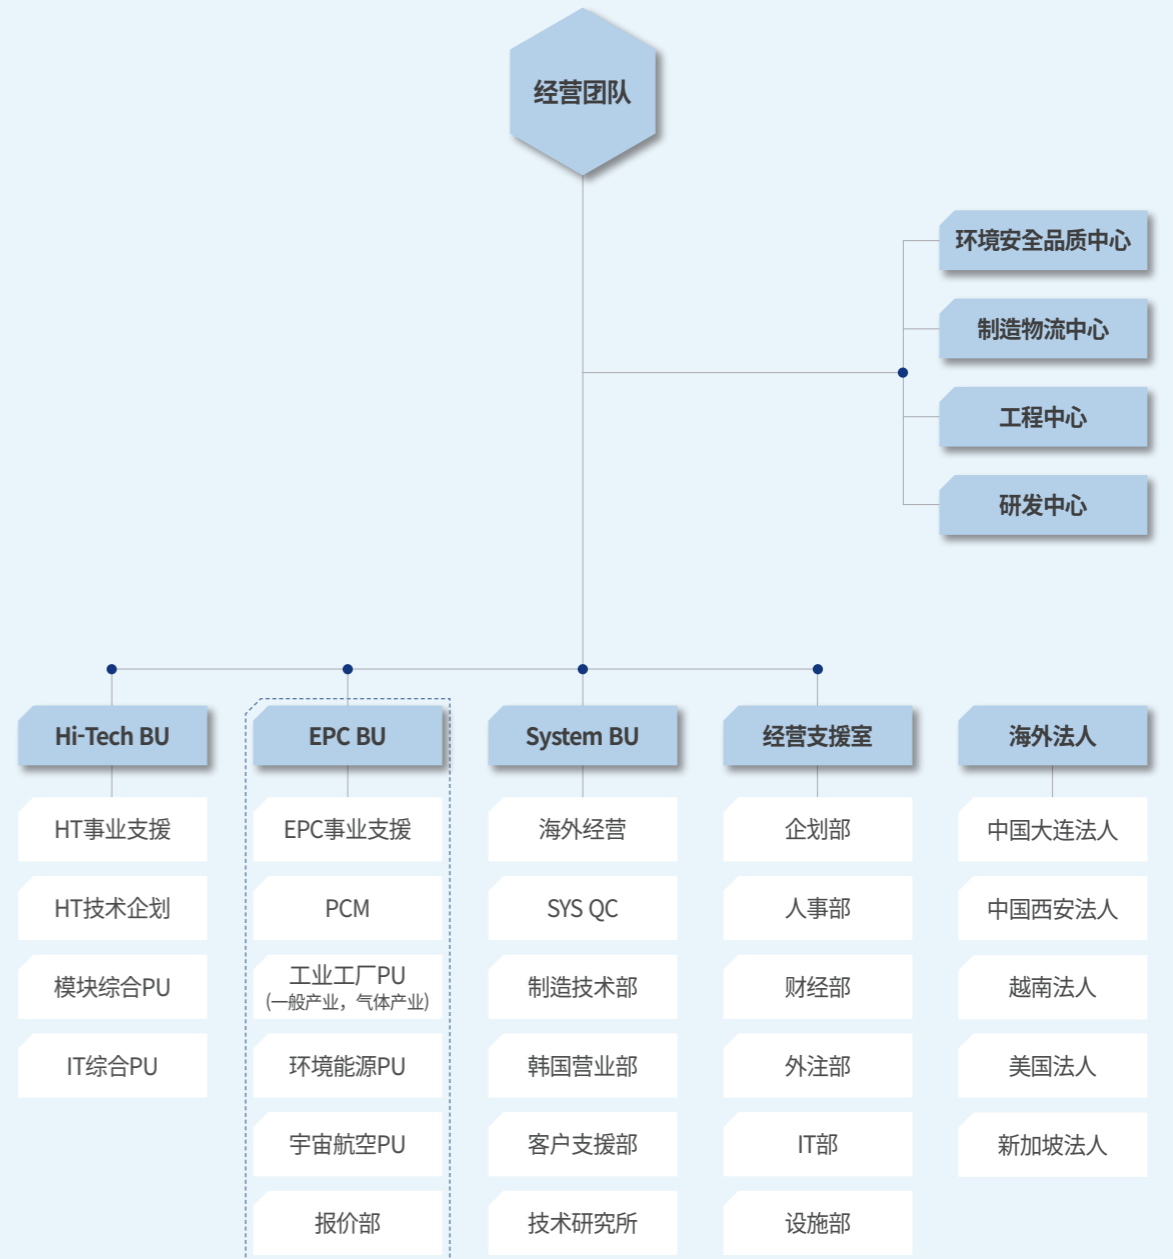 经营团队
环境安全品质中心
制造物流中心
工程中心
研发中心
Hi-Tech BU
HT事业支援
HT技术企划
模块综合PU
IT综合PU
EPC BU
EPC事业支援
PCM
工业工厂PU
(一般产业，气体产业)
环境能源PU
宇宙航空PU
报价部
System BU
海外经营
SYS QC
制造技术部
韩国营业部
客户支援部
技术研究所
经营支援室
企划部
人事部
财经部
外注部
IT部
设施部
海外法人
中国大连法人
中国西安法人
越南法人
美国法人
新加坡法人